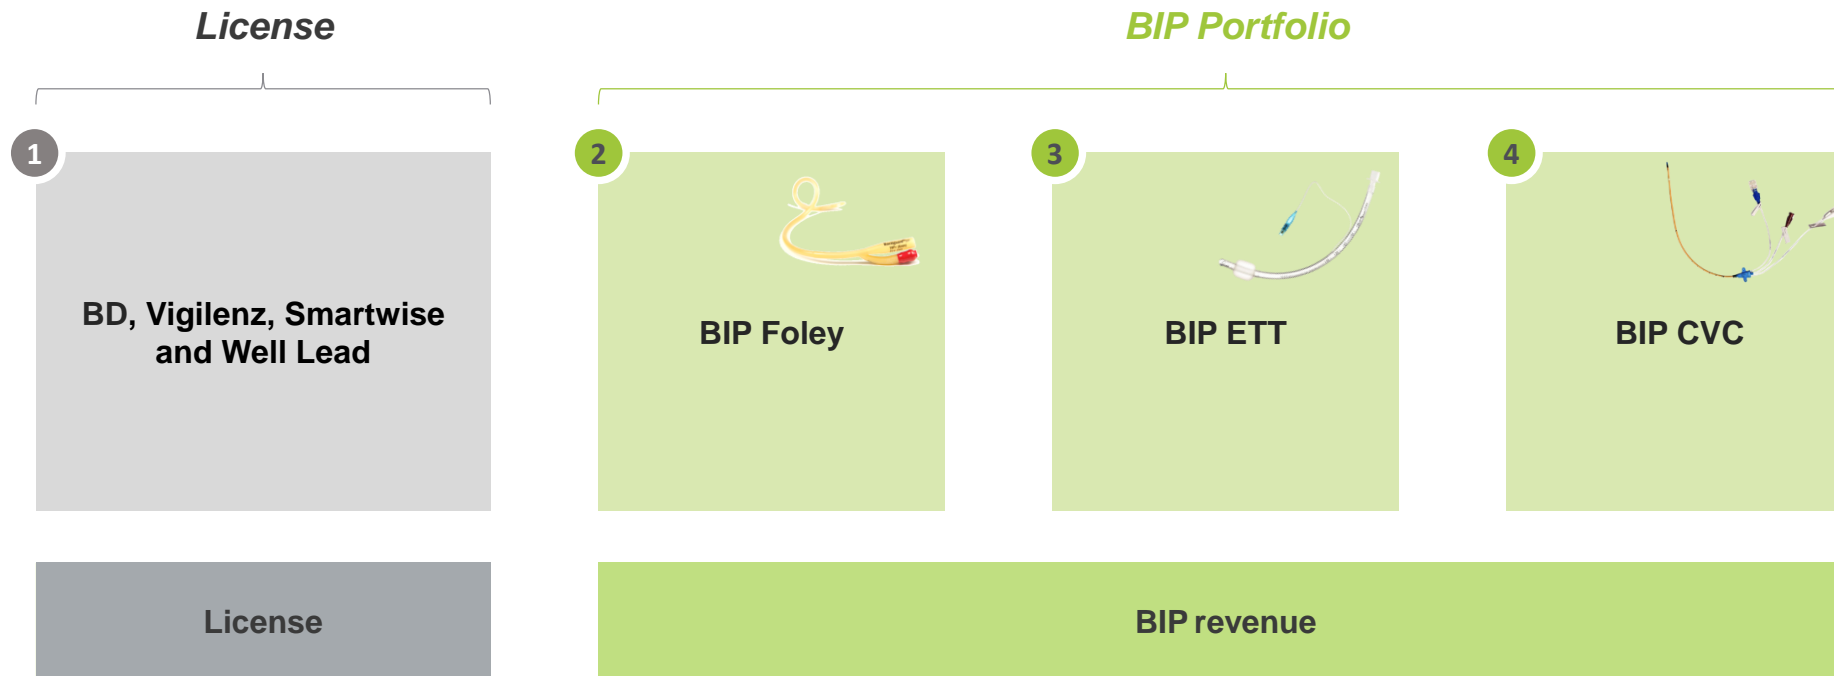 License
BIP Portfolio
1
2
3
4
BD, Vigilenz, Smartwise
and Well Lead
BIP Foley
BIP ETT
BIP CVC
License
BIP revenue